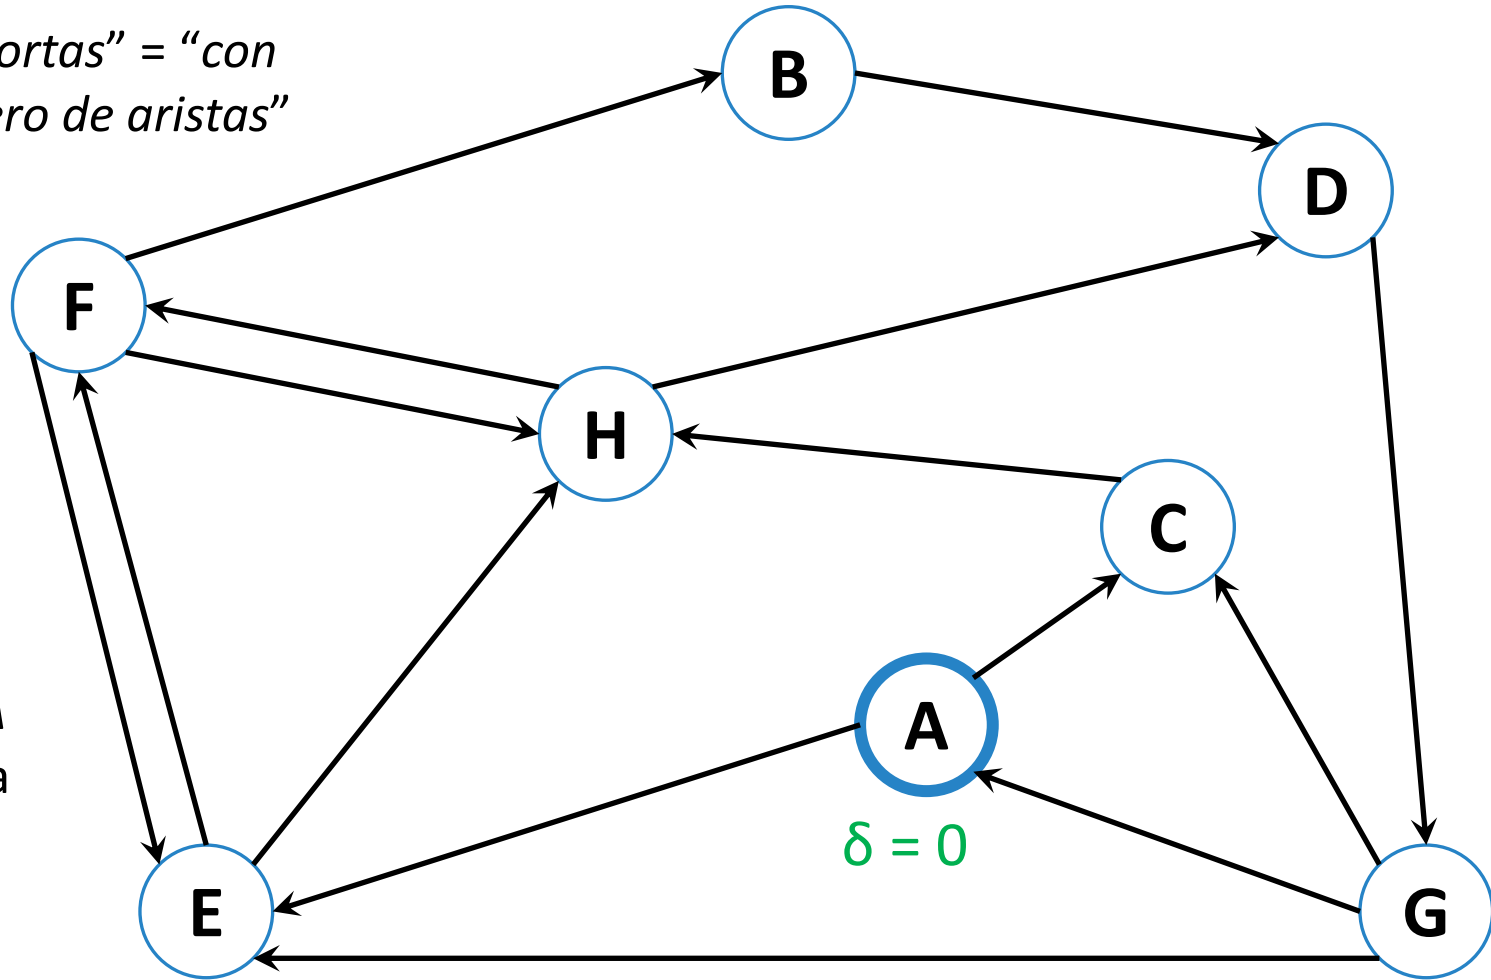 ortas” = “con
ero de aristas”
B
D
F
H
C
A
a
δ = 0
E
G